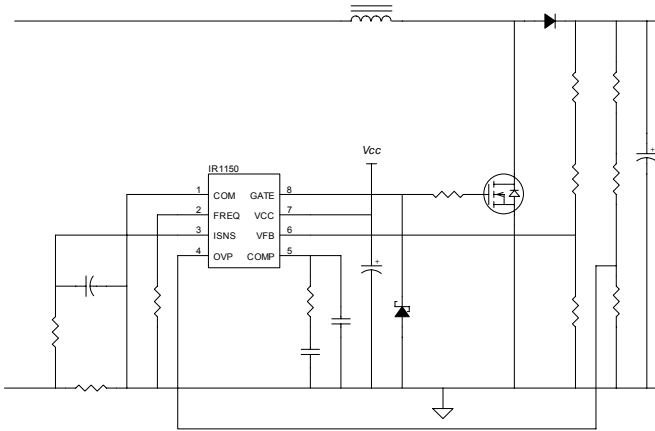 Vcc
IR1150
1 COM GATE 8
2 FREQ VCC 7
3 ISNS VFB 6
4 OVP COMP 5
+
+